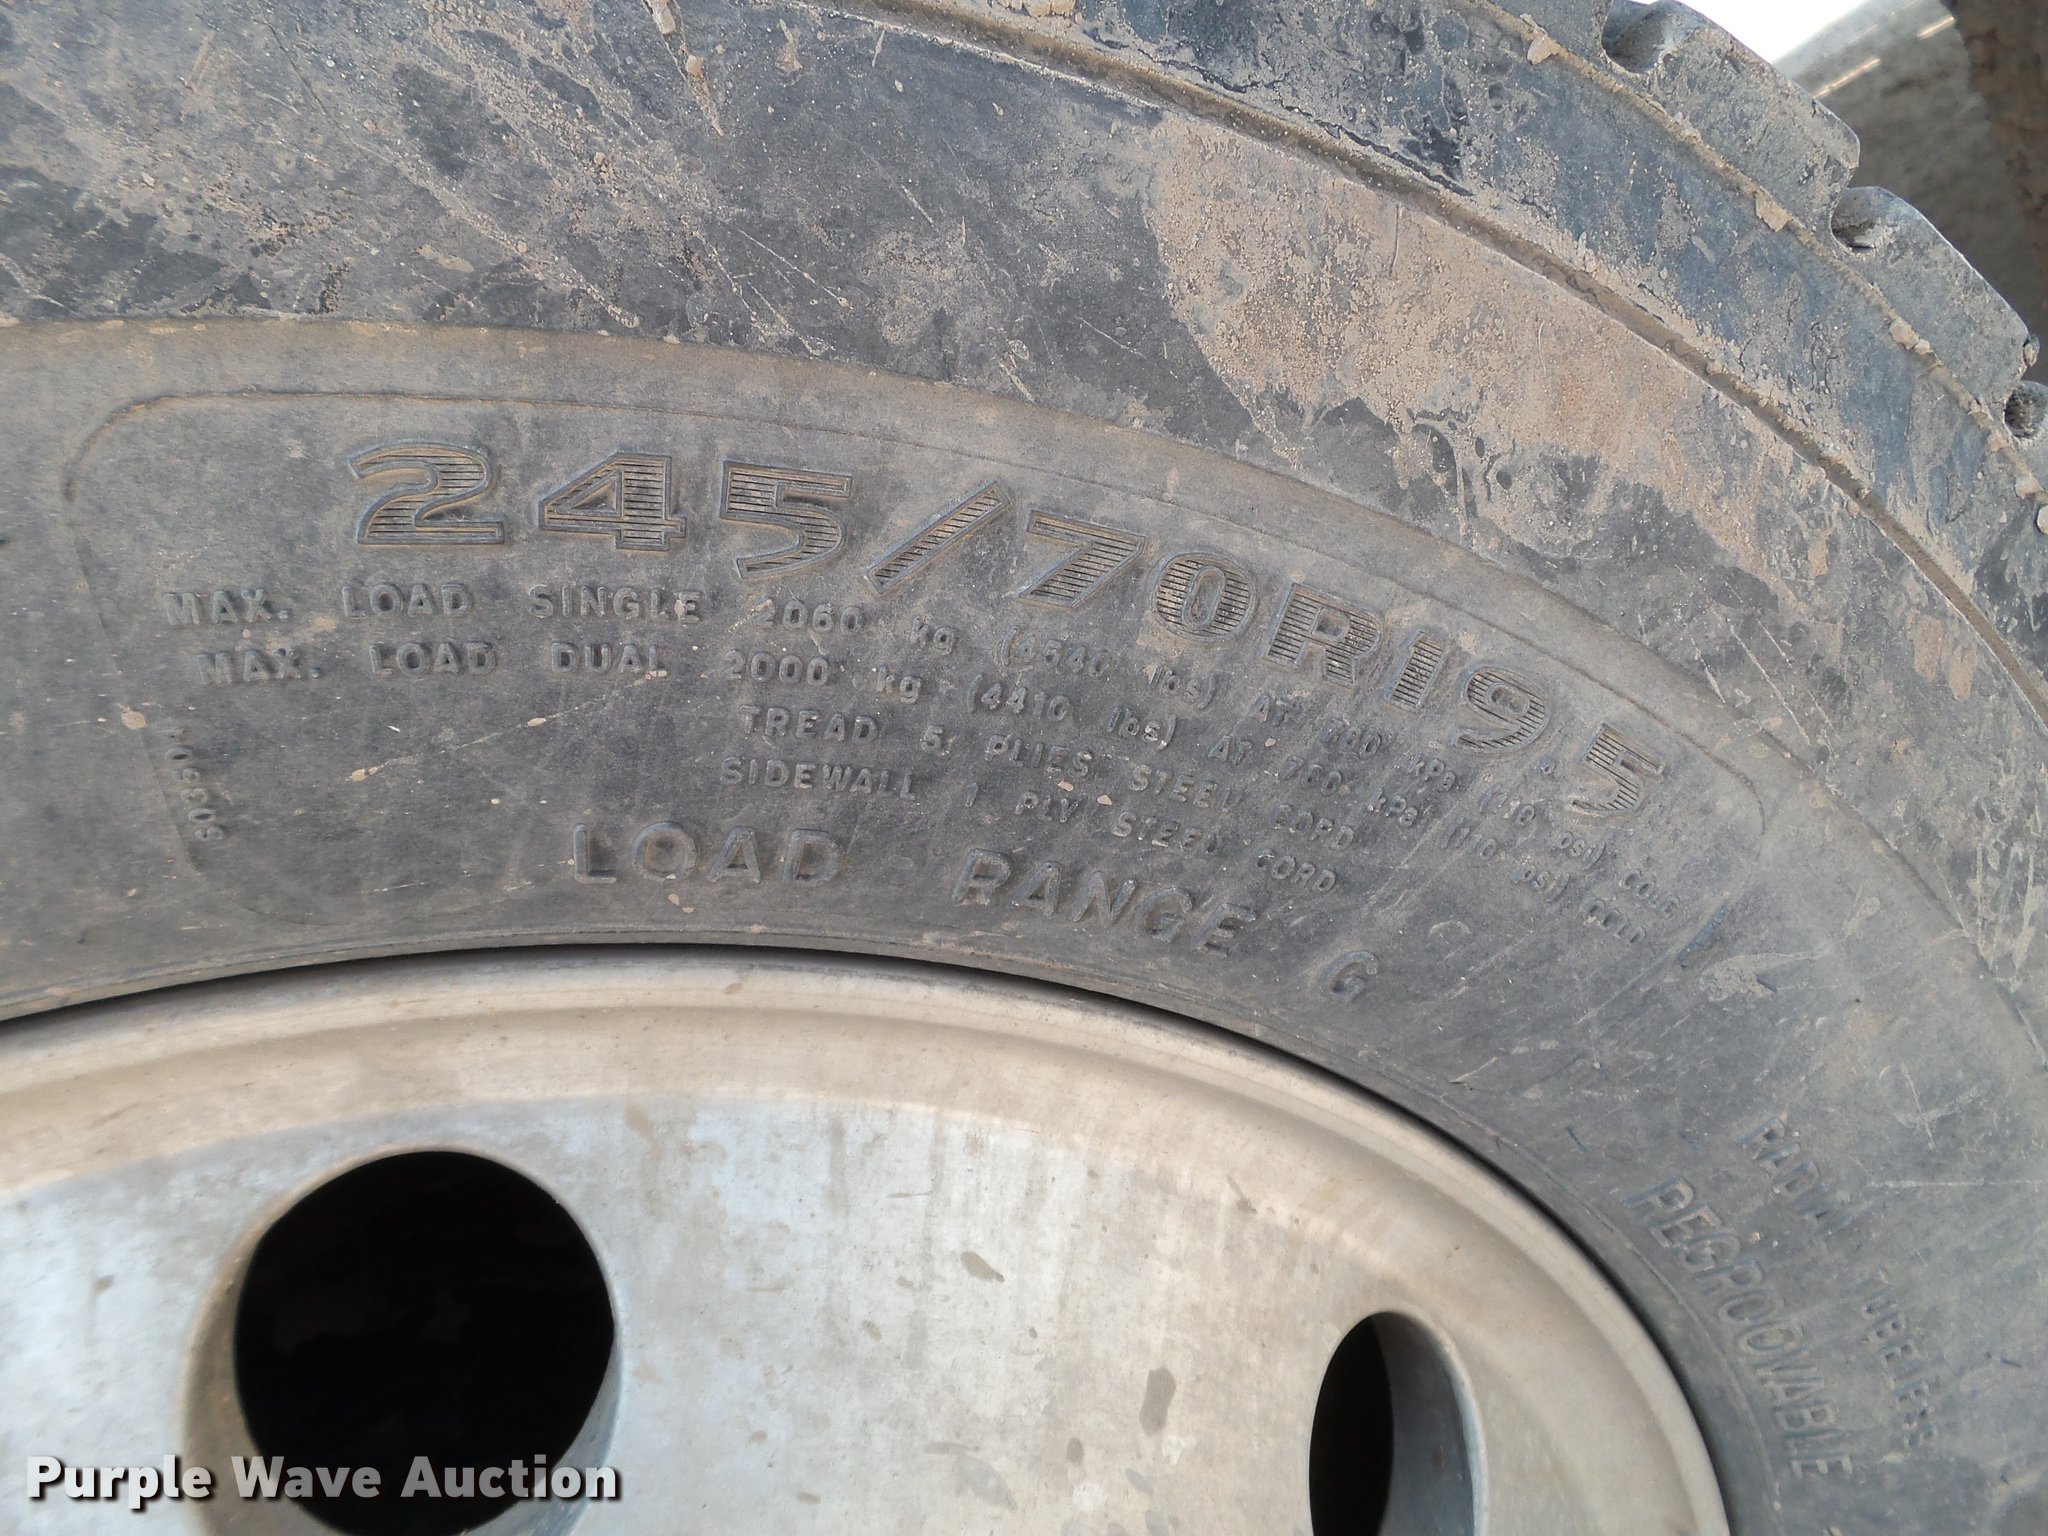 245/70R19.5
MAX. LOAD SINGLE 2060 kg (4540 lbs) AT 760 kPa (110 psi) COLD
MAX. LOAD DUAL 2000 kg (4410 lbs) AT 760 kPa (110 psi) COLD
TREAD 5 PLIES STEEL CORD
SIDEWALL 1 PLY STEEL CORD
LOAD RANGE G
RADIAL TUBELESS
REGROOVABLE
Purple Wave Auction